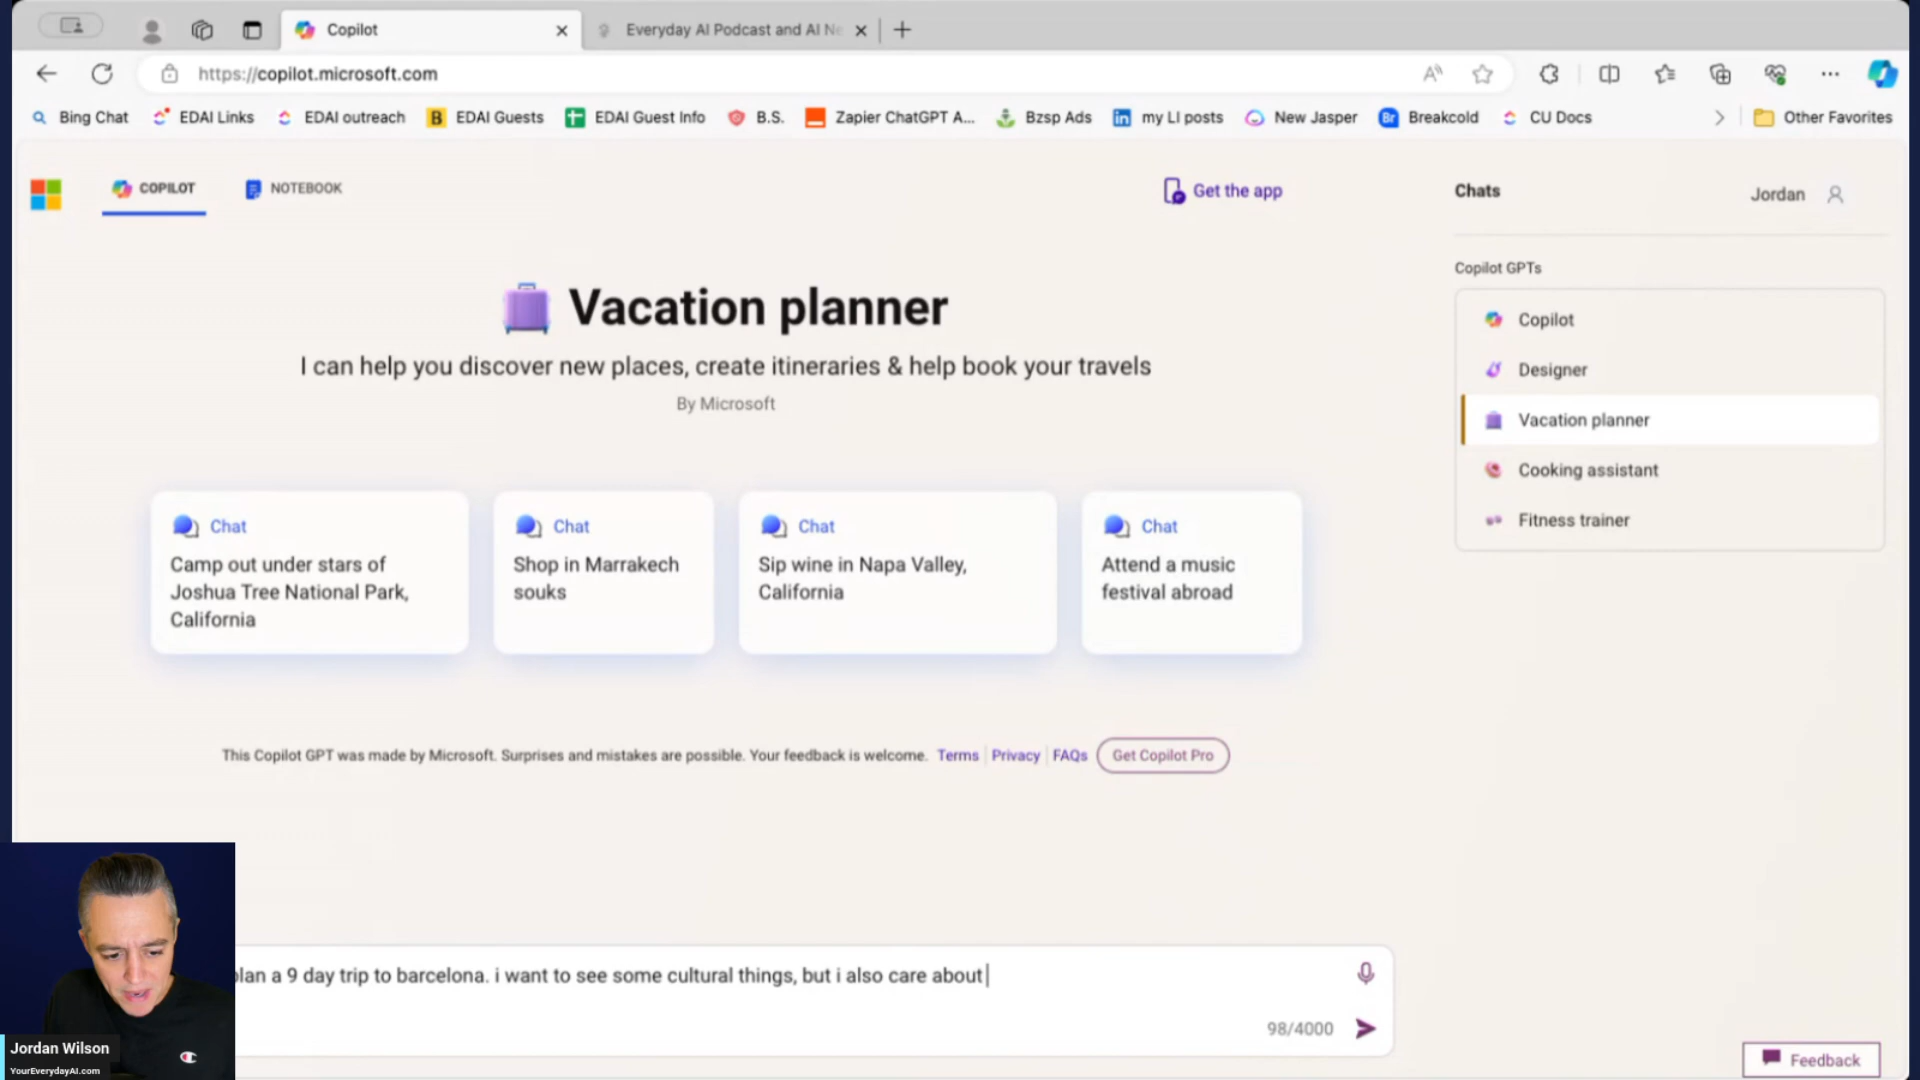 Copilot
Everyday AI Podcast and AI Ne
https://copilot.microsoft.com
Bing Chat
EDAI Links
EDAI outreach
EDAI Guests
EDAI Guest Info
B.S.
Zapier ChatGPT A...
Bzsp Ads
my LI posts
New Jasper
Breakcold
CU Docs
Other Favorites
COPILOT
NOTEBOOK
Get the app
Chats
Jordan
Vacation planner
I can help you discover new places, create itineraries & help book your travels
By Microsoft
Copilot GPTs
Copilot
Designer
Vacation planner
Cooking assistant
Fitness trainer
Chat
Camp out under stars of
Joshua Tree National Park,
California
Chat
Shop in Marrakech
souks
Chat
Sip wine in Napa Valley,
California
Chat
Attend a music
festival abroad
This Copilot GPT was made by Microsoft. Surprises and mistakes are possible. Your feedback is welcome. Terms Privacy FAQs Get Copilot Pro
plan a 9 day trip to barcelona. i want to see some cultural things, but i also care about
98/4000
Feedback
Jordan Wilson
YourEverydayAI.com